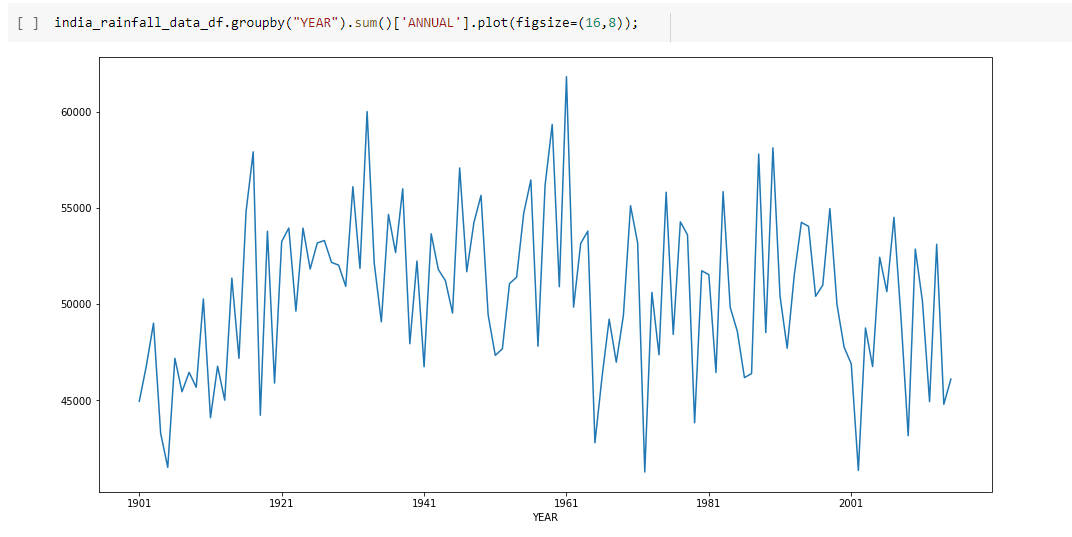 [ ] india_rainfall_data_df.groupby("YEAR").sum()['ANNUAL'].plot(figsize=(16,8));
60000
55000
50000
45000
1901 1921 1941 1961 1981 2001
YEAR